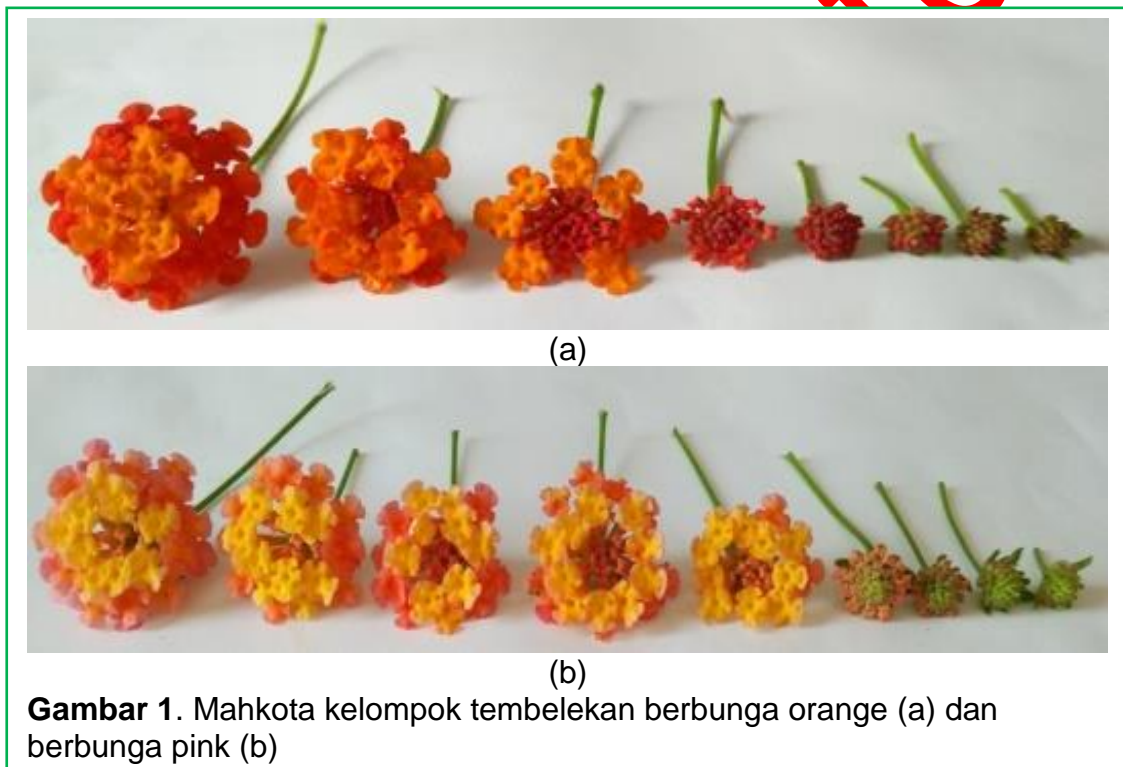 (a)
(b)
Gambar 1. Mahkota kelompok tembelekan berbunga orange (a) dan
berbunga pink (b)